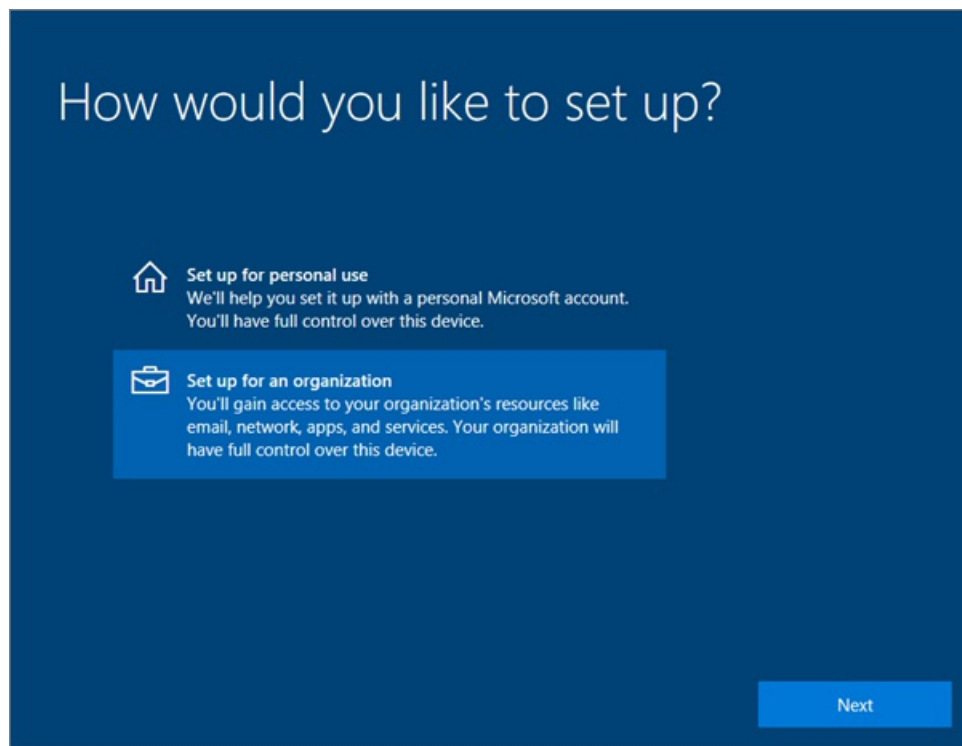 How would you like to set up?
Set up for personal use
We'll help you set it up with a personal Microsoft account.
You'll have full control over this device.
Set up for an organization
You'll gain access to your organization's resources like
email, network, apps, and services. Your organization will
have full control over this device.
Next